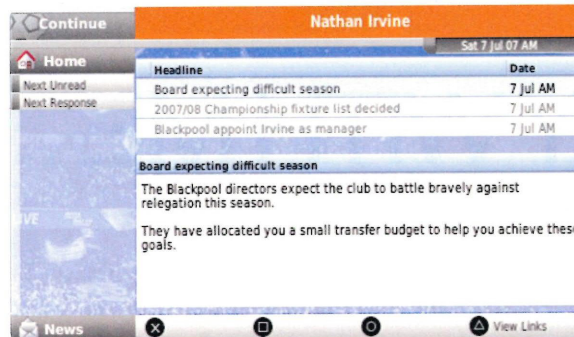 Continue
Nathan Irvine
Sat 7 Jul 07 AM
Home
Next Unread
Next Response
Headline Date
Board expecting difficult season 7 Jul AM
2007/08 Championship fixture list decided 7 Jul AM
Blackpool appoint Irvine as manager 7 Jul AM
Board expecting difficult season
The Blackpool directors expect the club to battle bravely against
relegation this season.
They have allocated you a small transfer budget to help you achieve these
goals.
News
View Links